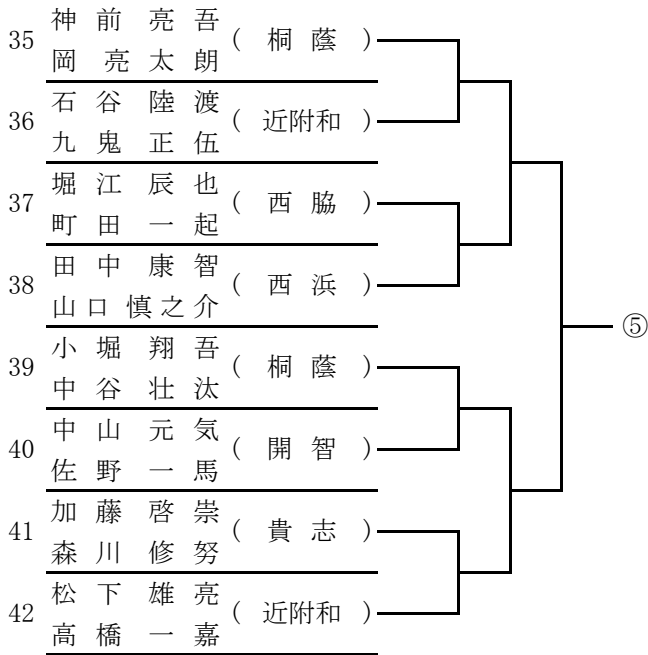 神前亮吾
35 (桐蔭)
岡亮太朗
石谷陸渡
36 (近附和)
九鬼正伍
堀江辰也
37 (西脇)
町田一起
田中康智
38 (西浜)
山口慎之介
⑤
小堀翔吾
39 (桐蔭)
中谷壮汰
中山元気
40 (開智)
佐野一馬
加藤啓崇
41 (貴志)
森川修努
松下雄亮
42 (近附和)
高橋一嘉